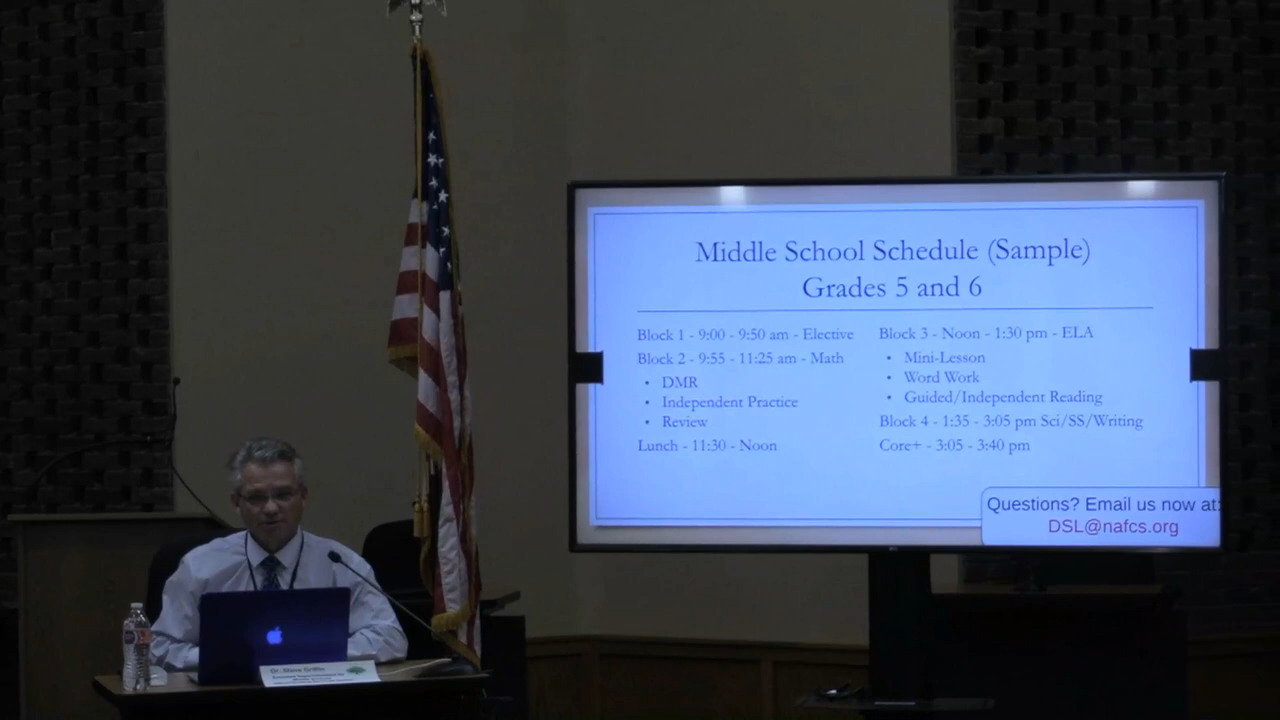 Middle School Schedule (Sample)
Grades 5 and 6
Block 1 - 9:00 - 9:50 am - Elective
Block 2 - 9:55 - 11:25 am - Math
• DMR
• Independent Practice
• Review
Lunch - 11:30 - Noon
Block 3 - Noon - 1:30 pm - ELA
• Mini-Lesson
• Word Work
• Guided/Independent Reading
Block 4 - 1:35 - 3:05 pm Sci/SS/Writing
Core+ - 3:05 - 3:40 pm
Questions? Email us now at:
DSL@nafcs.org
Dr. Steve Griffin